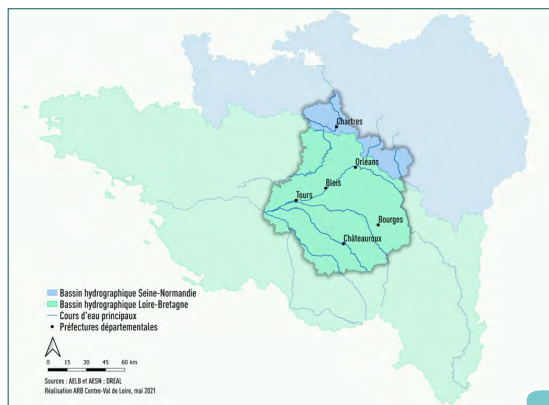 Chartres
Orléans
Blois
Tours
Bourges
Châteauroux
Bassin hydrographique Seine-Normandie
Bassin hydrographique Loire-Bretagne
Cours d'eau principaux
Préfectures départementales
0 15 30 45 60 km
Sources : AELB et AESN ; DREAL
Réalisation ARB Centre-Val de Loire, mai 2021